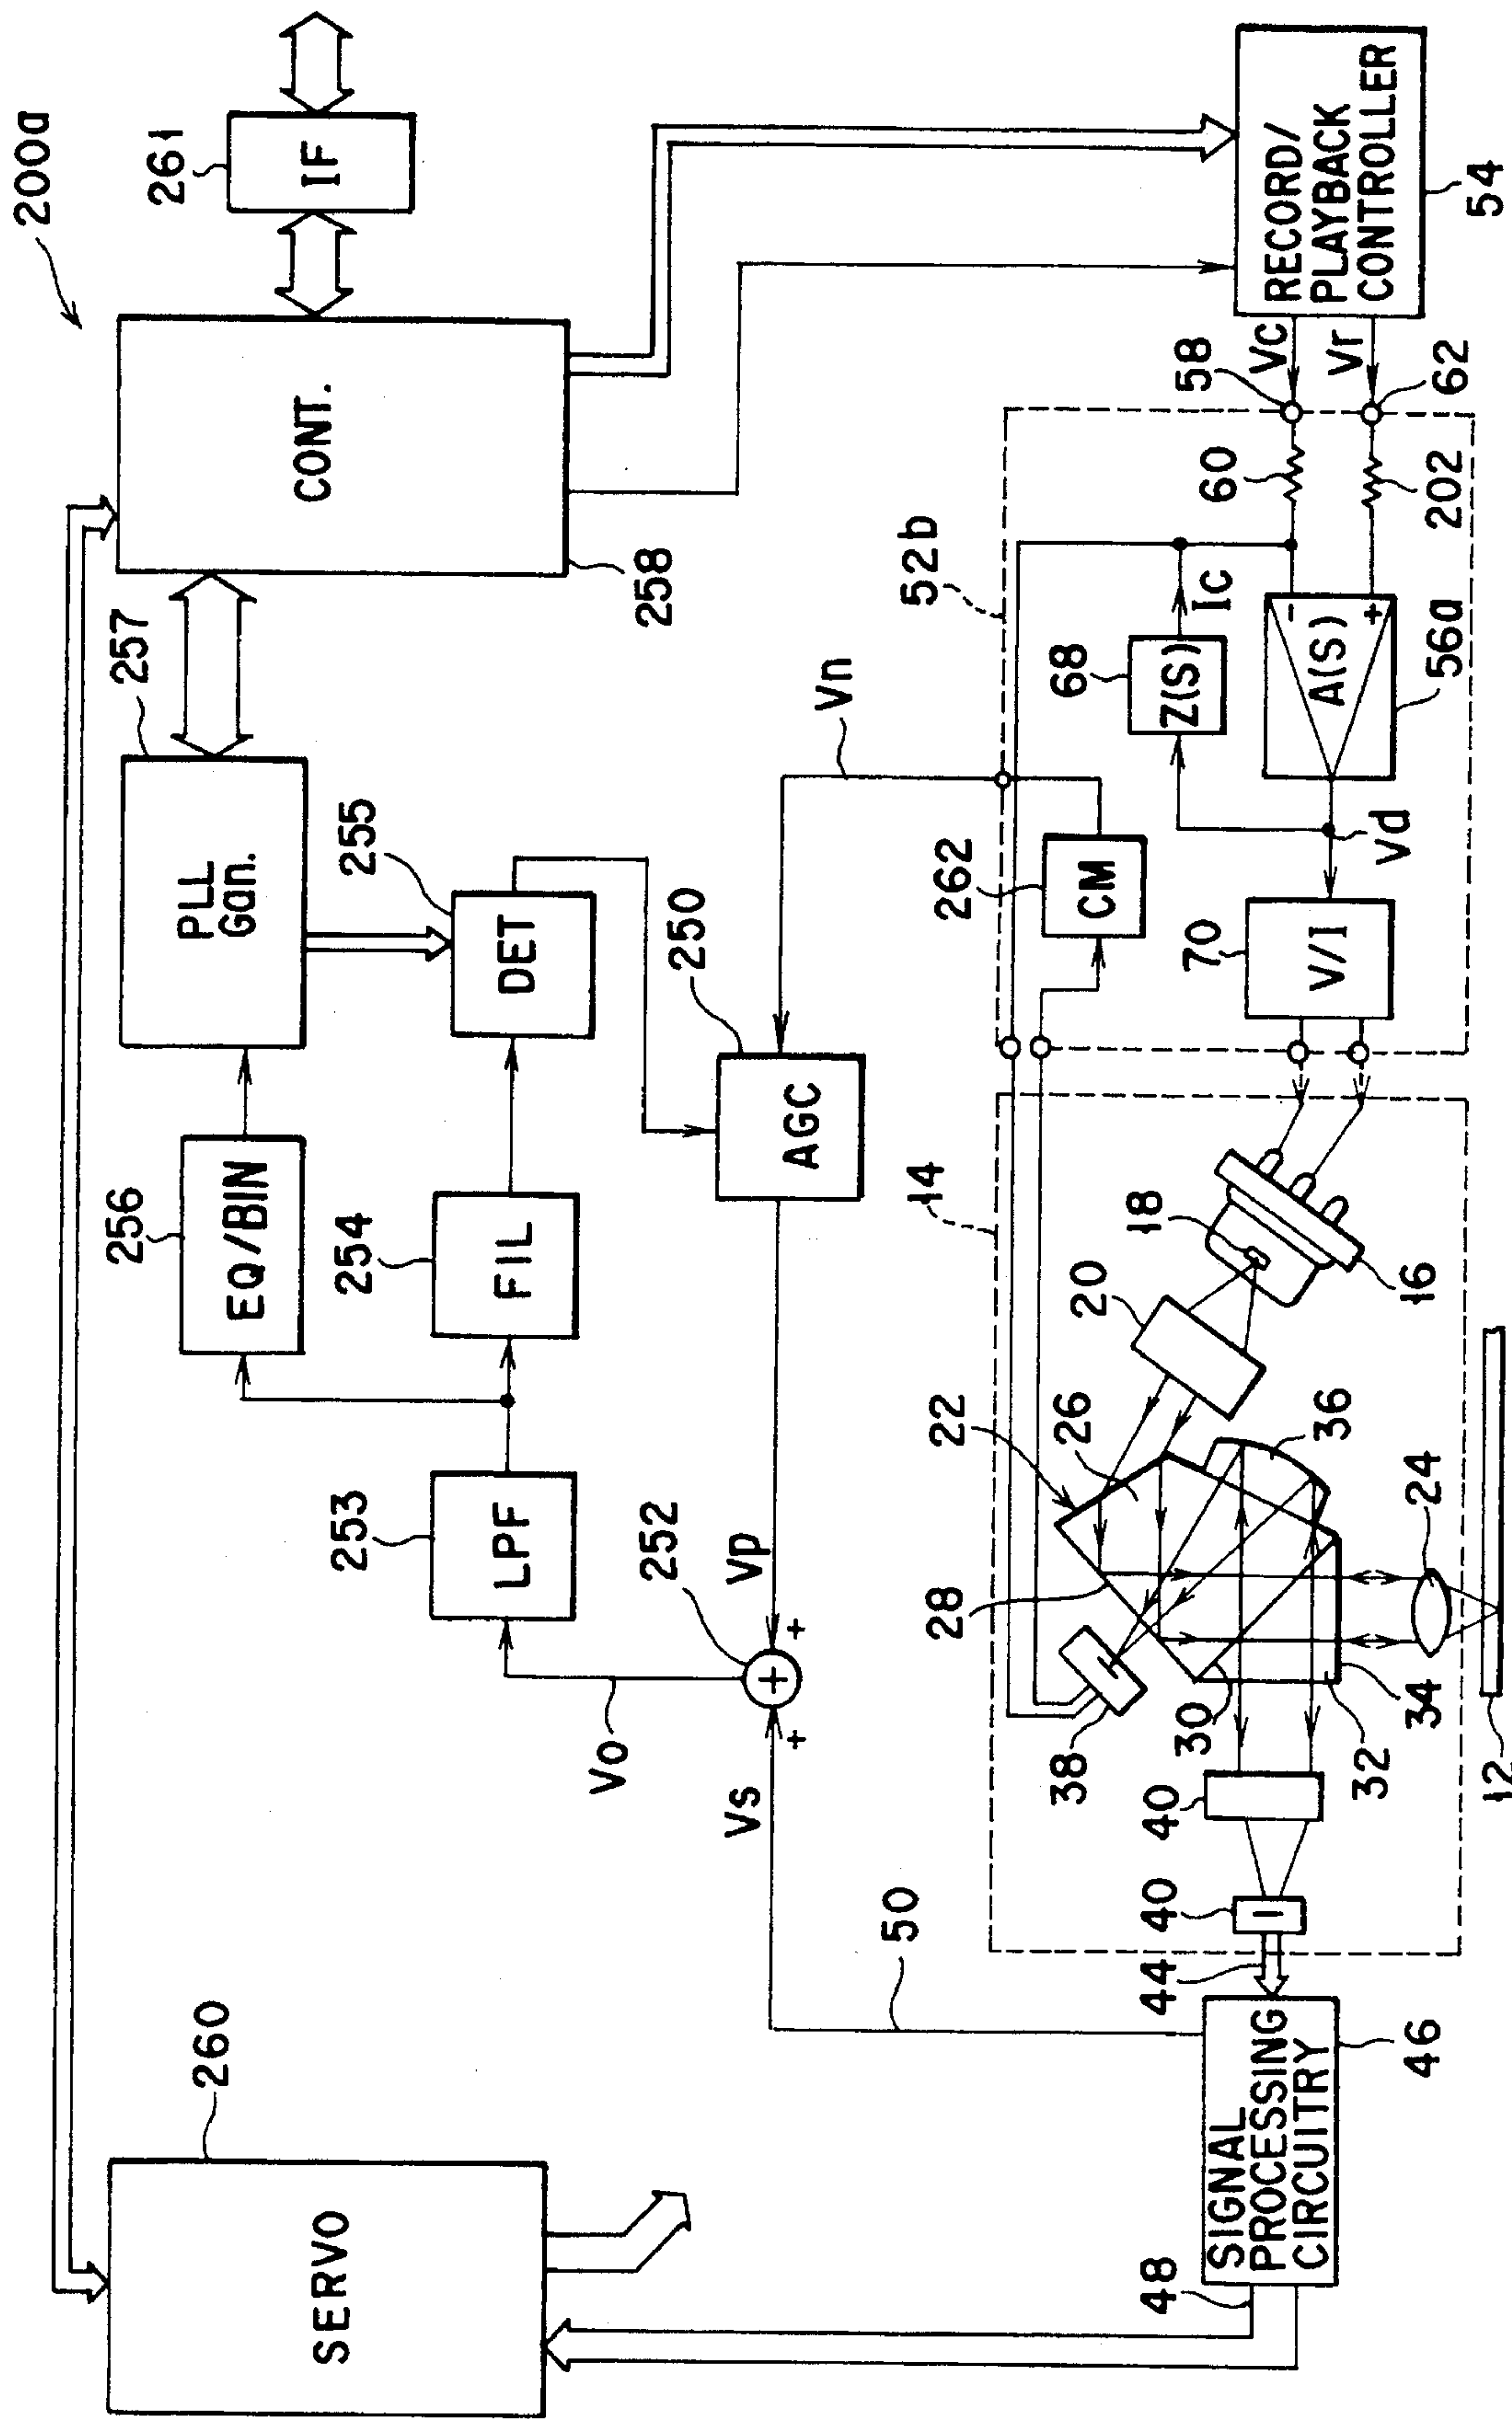 200a
261
IF
CONT.
258
257
PLL
Gan.
255
DET
256
EQ/BIN
254
FIL
253
LPF
250
AGC
252
Vn
Vp
Vo
Vs
+
+
+
50
260
SERVO
RECORD/
PLAYBACK
CONTROLLER
54
Vc
Vr
58
62
60
202
52b
68
Z(S)
Ic
-
A(S)
+
56a
Vd
262
CM
70
V/I
14
18
16
20
22
26
36
24
28
30
34
32
38
12
40
40
44
SIGNAL
PROCESSING
CIRCUITRY
46
48